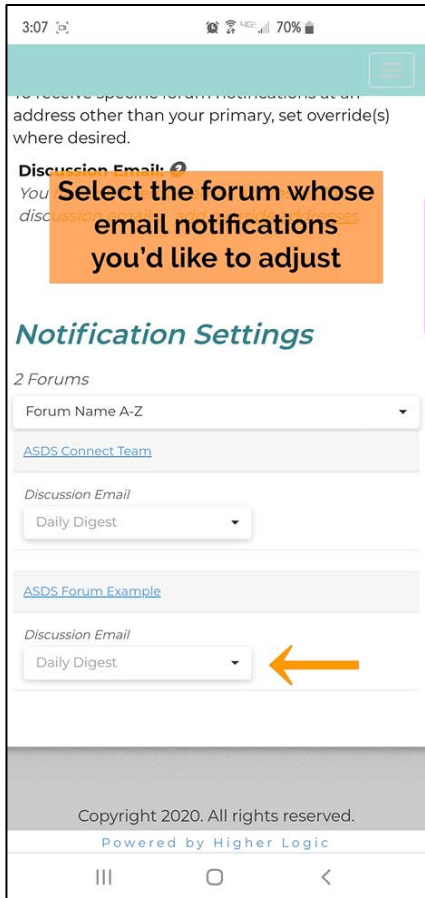 3:07 70%
address other than your primary, set override(s)
where desired.
Discussion Email:
You
Select the forum whose
email notifications
you'd like to adjust
Notification Settings
2 Forums
Forum Name A-Z
ASDS Connect Team
Discussion Email
Daily Digest
ASDS Forum Example
Discussion Email
Daily Digest
Copyright 2020. All rights reserved.
Powered by Higher Logic